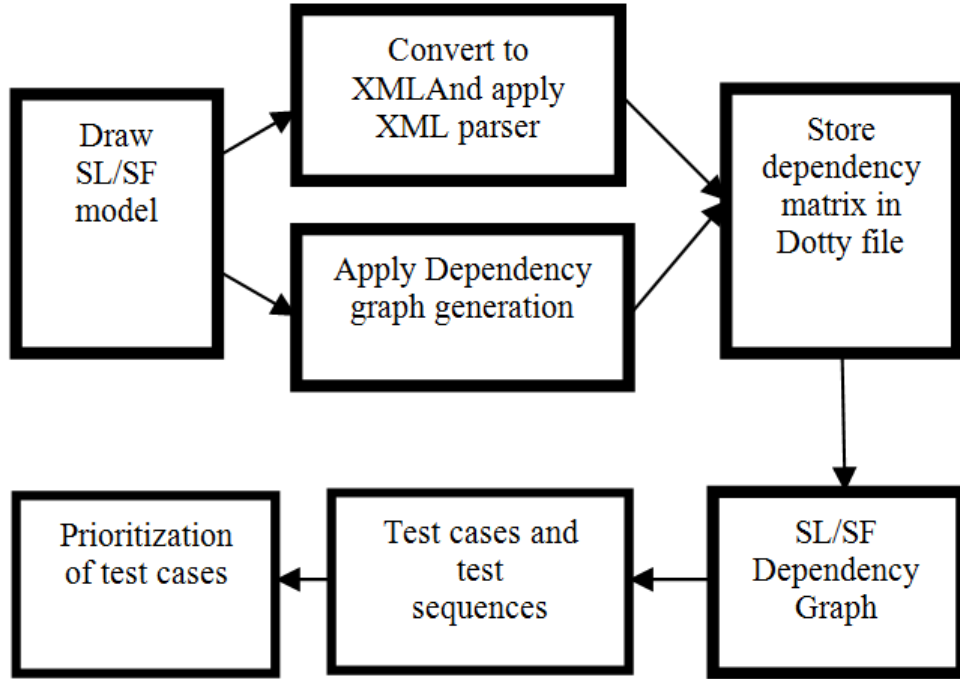 Draw
SL/SF
model
Convert to
XMLAnd apply
XML parser
Apply Dependency
graph generation
Store
dependency
matrix in
Dotty file
SL/SF
Dependency
Graph
Test cases and
test
sequences
Prioritization
of test cases